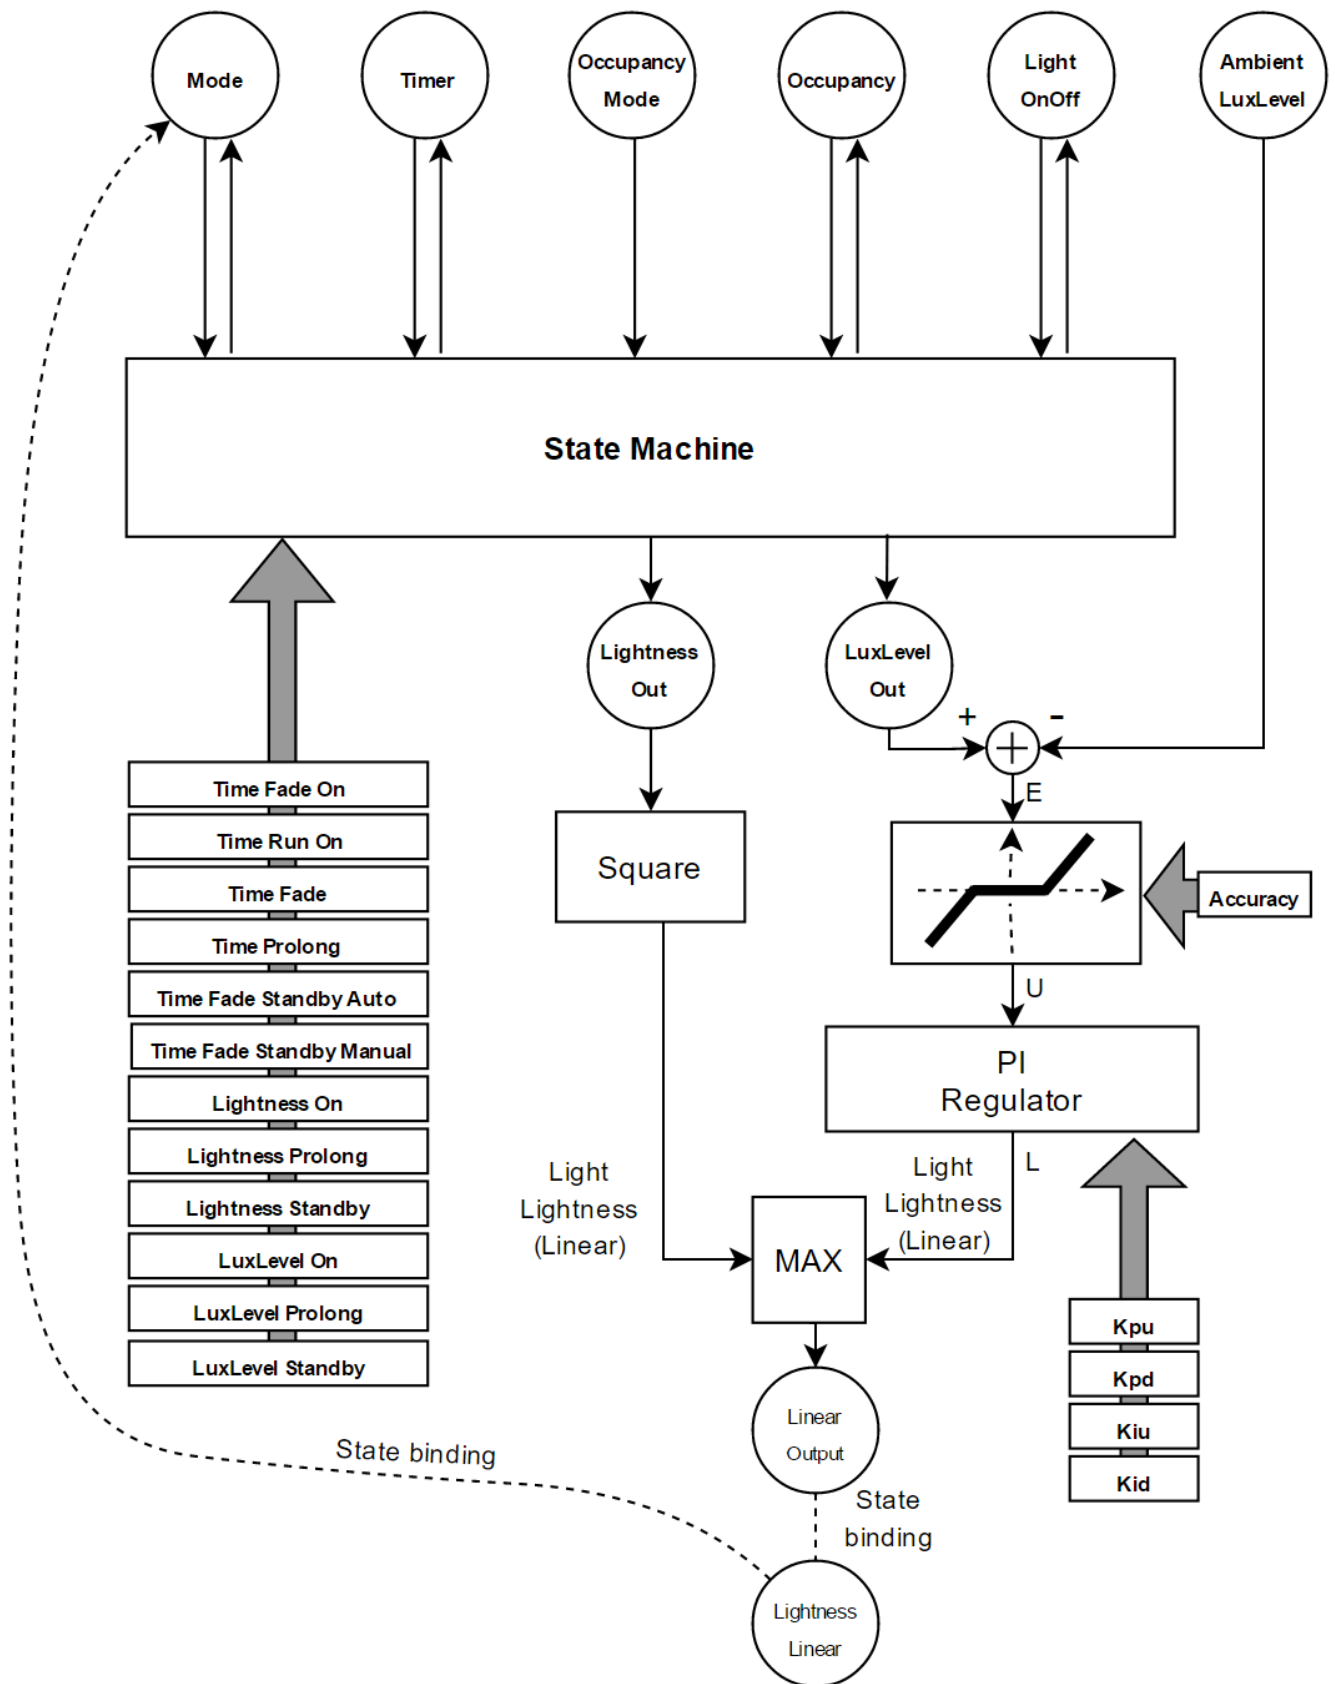 Mode
Timer
Occupancy
Mode
Occupancy
Light
OnOff
Ambient
LuxLevel
State Machine
Lightness
Out
LuxLevel
Out
+
-
E
Time Fade On
Time Run On
Time Fade
Time Prolong
Time Fade Standby Auto
Time Fade Standby Manual
Lightness On
Lightness Prolong
Lightness Standby
LuxLevel On
LuxLevel Prolong
LuxLevel Standby
Square
Accuracy
U
PI
Regulator
L
Light
Lightness
(Linear)
Light
Lightness
(Linear)
MAX
Kpu
Kpd
Kiu
Kid
Linear
Output
State binding
State
binding
Lightness
Linear